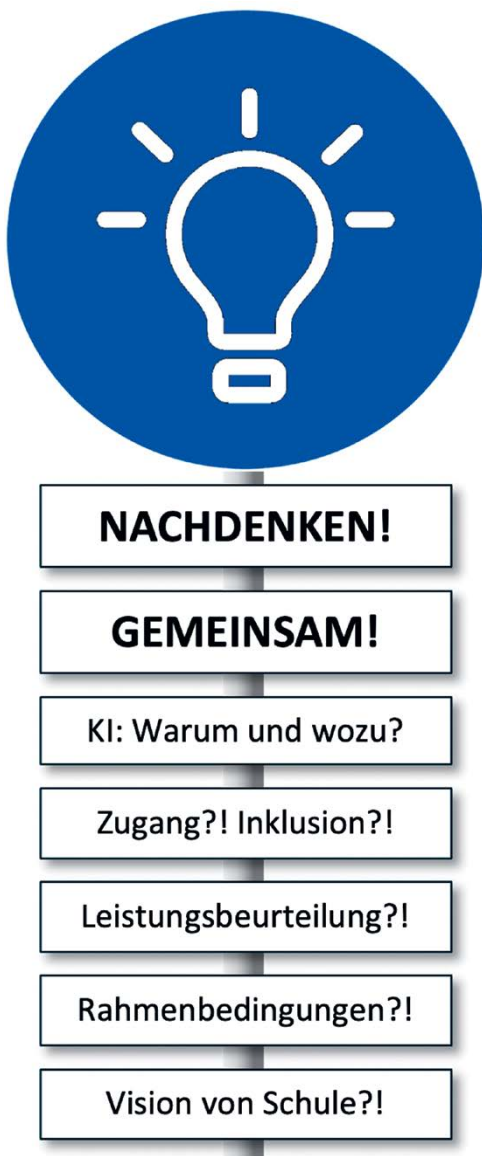 NACHDENKEN!
GEMEINSAM!
KI: Warum und wozu?
Zugang?! Inklusion?!
Leistungsbeurteilung?!
Rahmenbedingungen?!
Vision von Schule?!